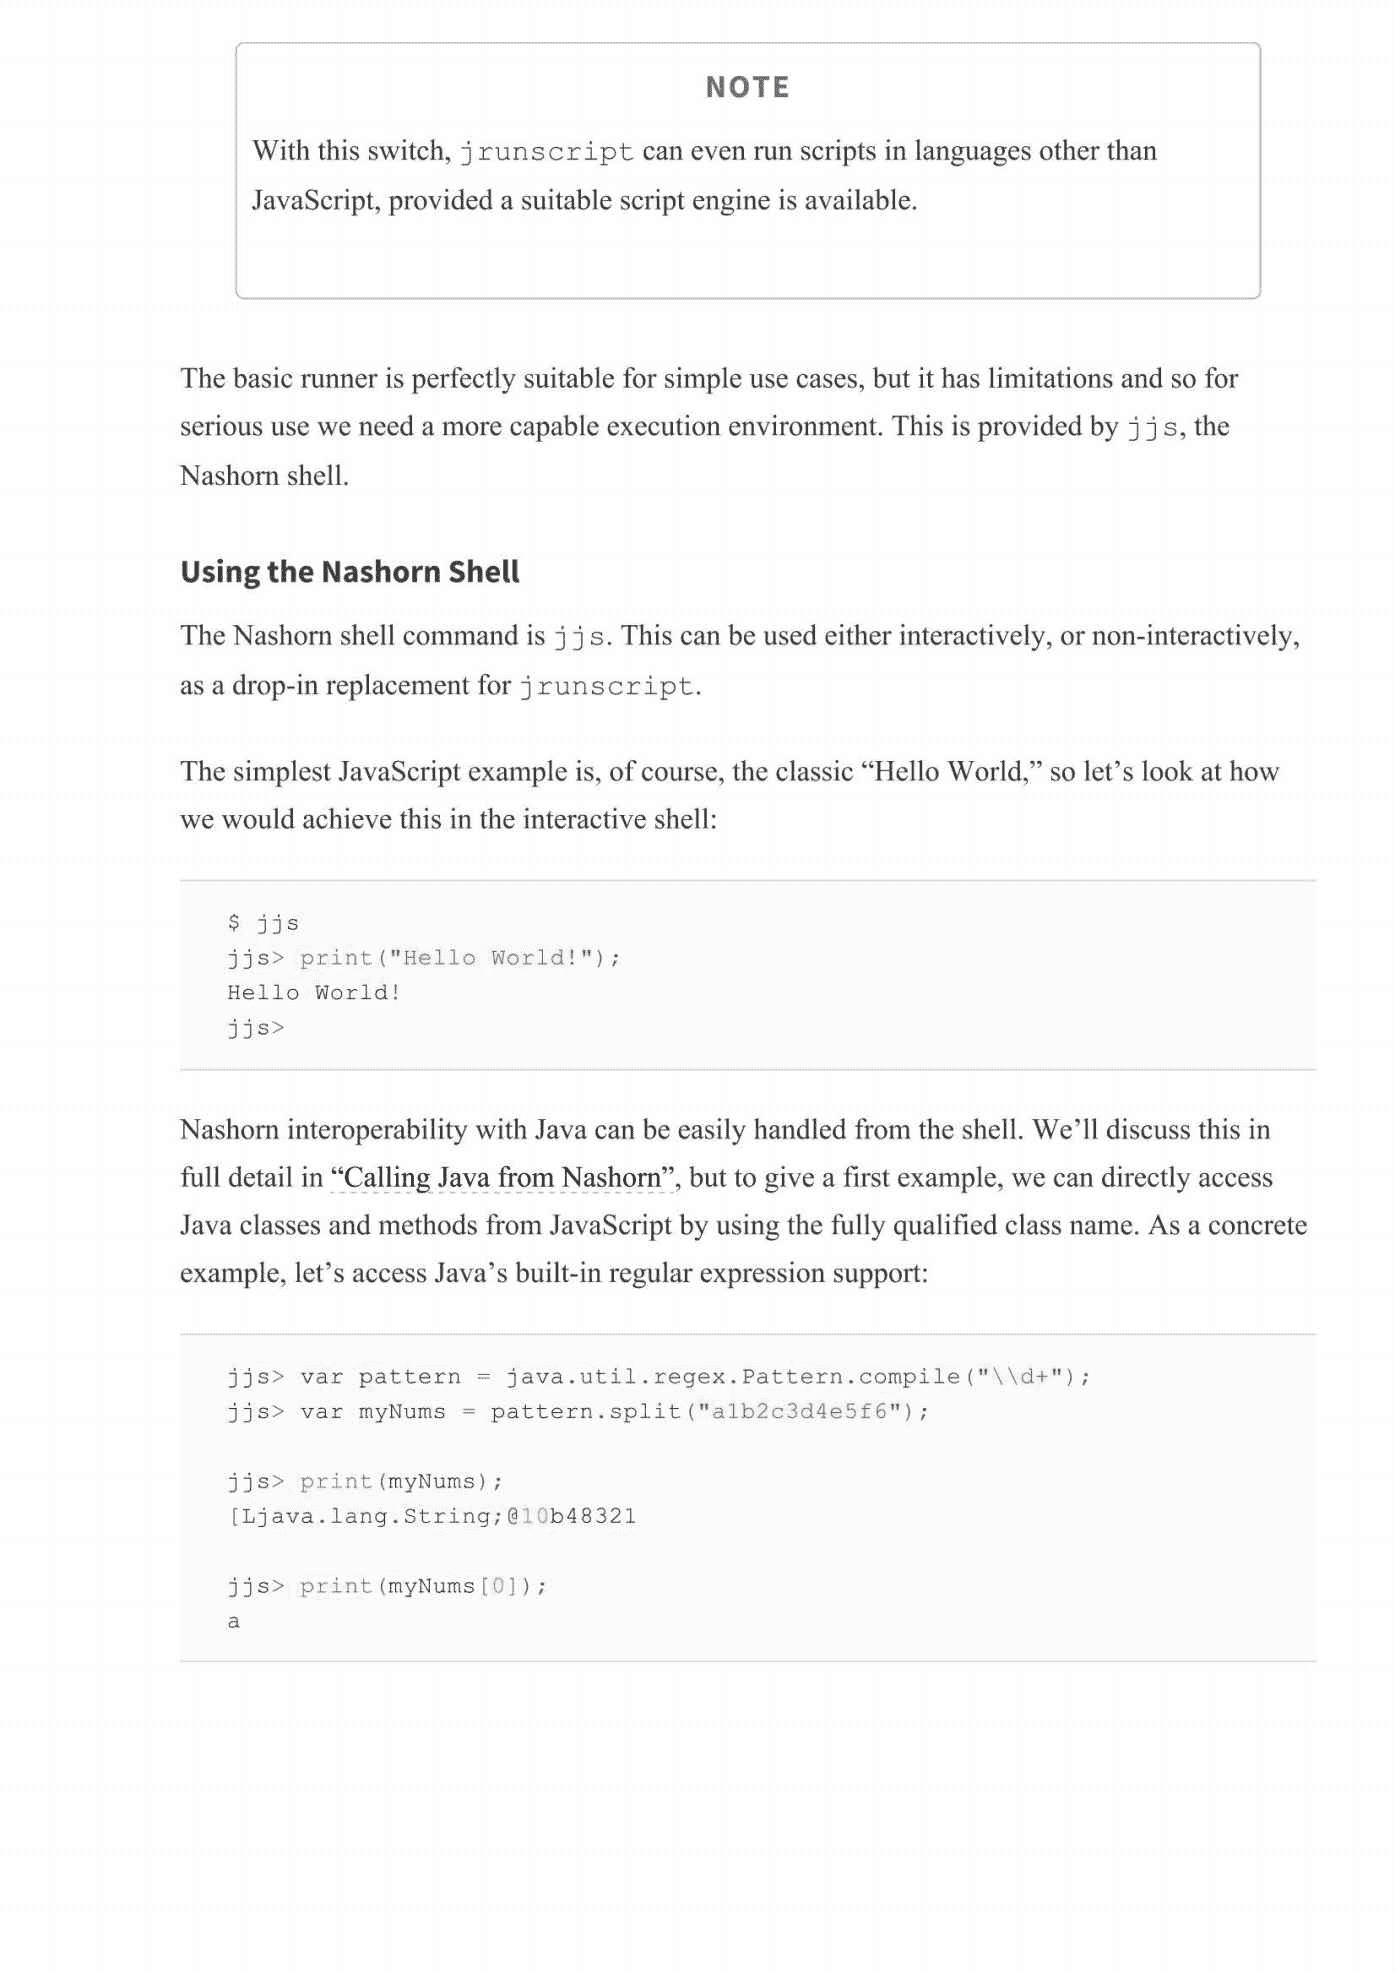 NOTE
With this switch, jrunscript can even run scripts in languages other than
JavaScript, provided a suitable script engine is available.
The basic runner is perfectly suitable for simple use cases, but it has limitations and so for
serious use we need a more capable execution environment. This is provided by jjs, the
Nashorn shell.
Using the Nashorn Shell
The Nashorn shell command is jjs. This can be used either interactively, or non-interactively,
as a drop-in replacement for jrunscript.
The simplest JavaScript example is, of course, the classic “Hello World,” so let’s look at how
we would achieve this in the interactive shell:
$ jjs
jjs> print("Hello World!");
Hello World!
jjs>
Nashorn interoperability with Java can be easily handled from the shell. We’ll discuss this in
full detail in “Calling Java from Nashorn”, but to give a first example, we can directly access
Java classes and methods from JavaScript by using the fully qualified class name. As a concrete
example, let’s access Java’s built-in regular expression support:
jjs> var pattern = java.util.regex.Pattern.compile("\\d+");
jjs> var myNums = pattern.split("a1b2c3d4e5f6");
jjs> print(myNums);
[Ljava.lang.String;@10b48321
jjs> print(myNums[0]);
a